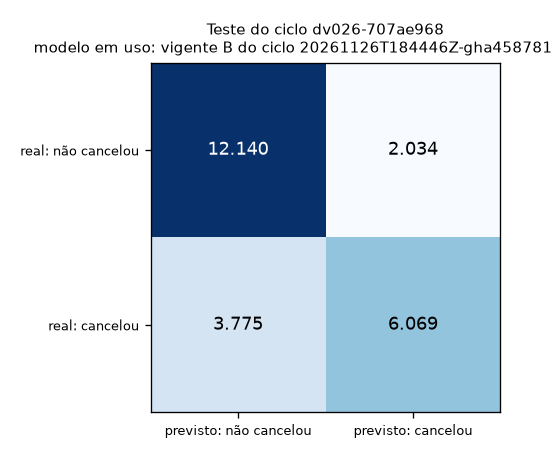 Teste do ciclo dv026-707ae968
modelo em uso: vigente B do ciclo 20261126T184446Z-gha458781
real: não cancelou
12.140
2.034
real: cancelou
3.775
6.069
previsto: não cancelou
previsto: cancelou